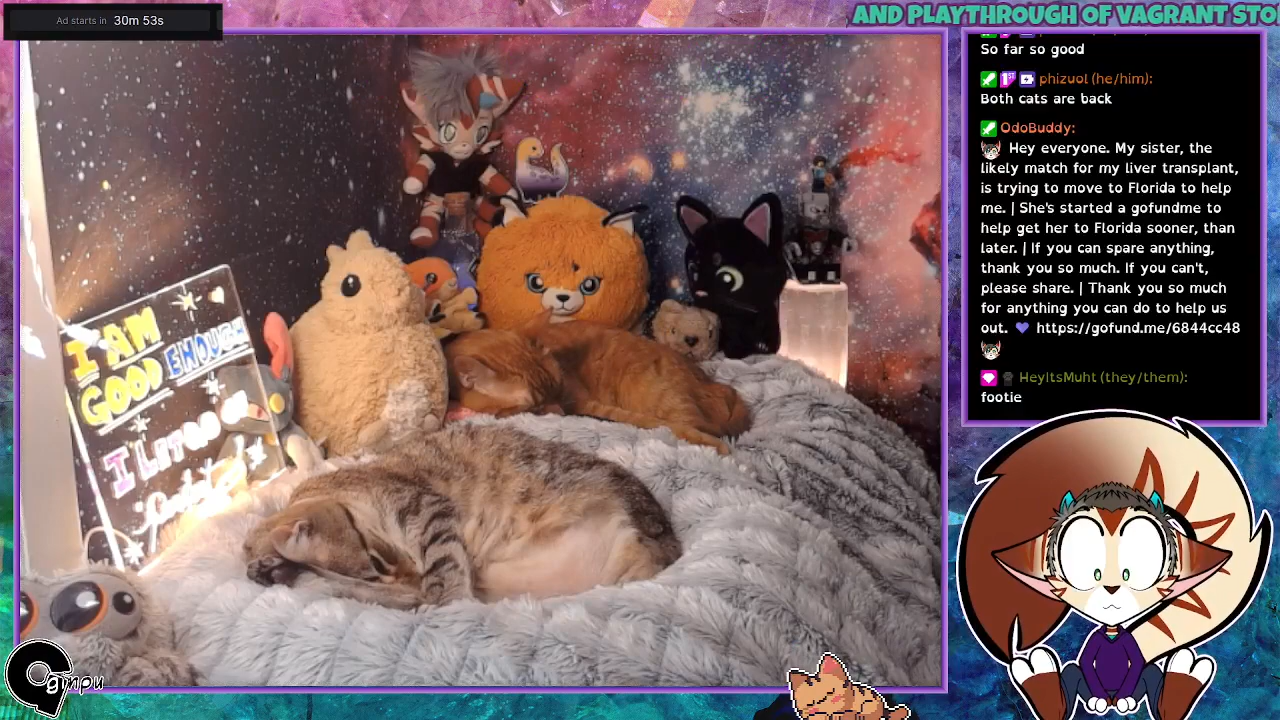 Ad starts in 30m 53s
AND PLAYTHROUGH OF VAGRANT STO
So far so good
phizuol (he/him):
Both cats are back
OdoBuddy:
Hey everyone. My sister, the
likely match for my liver transplant,
is trying to move to Florida to help
me. | She's started a gofundme to
help get her to Florida sooner, than
later. | If you can spare anything,
thank you so much. If you can't,
please share. | Thank you so much
for anything you can do to help us
out. 💜 https://gofund.me/6844cc48
HeyItsMuht (they/them):
footie
I AM
GOOD ENOUGH
I
ginpu